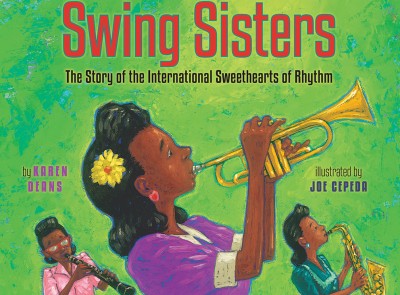 Swing Sisters
The Story of the International Sweethearts of Rhythm
by KAREN
DEANS
illustrated by
JOE CEPEDA